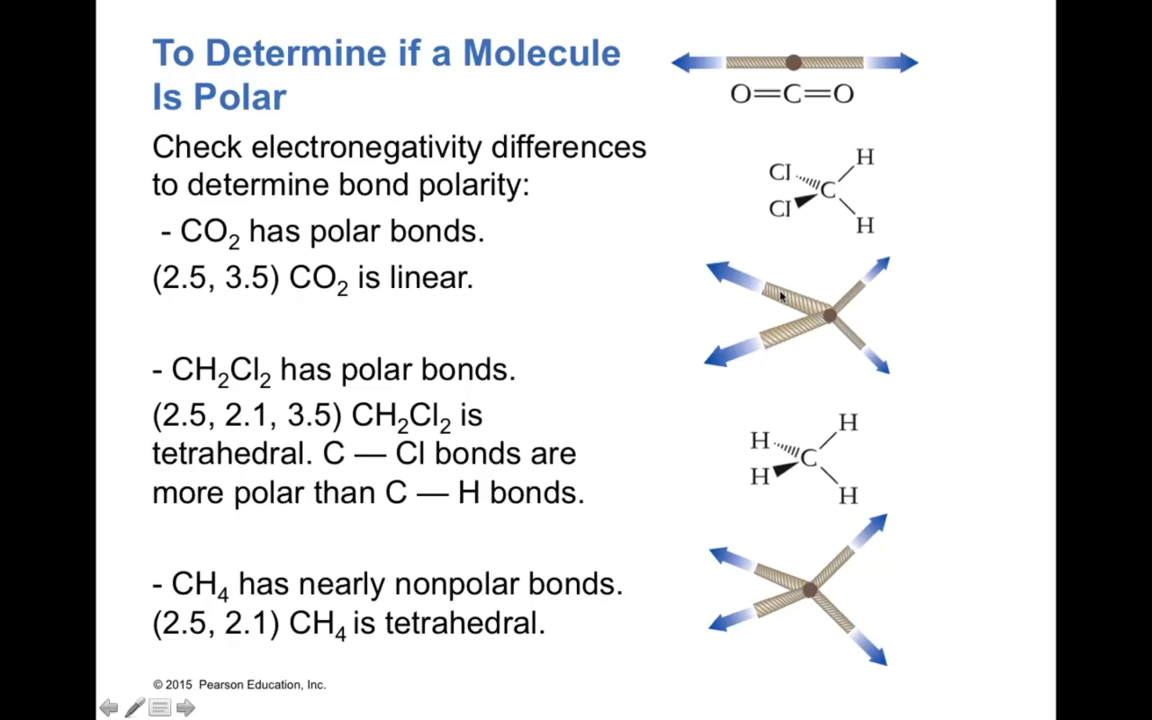 To Determine if a Molecule
Is Polar
Check electronegativity differences
to determine bond polarity:
- CO₂ has polar bonds.
(2.5, 3.5) CO₂ is linear.
- CH₂Cl₂ has polar bonds.
(2.5, 2.1, 3.5) CH₂Cl₂ is
tetrahedral. C — Cl bonds are
more polar than C — H bonds.
- CH₄ has nearly nonpolar bonds.
(2.5, 2.1) CH₄ is tetrahedral.
© 2015 Pearson Education, Inc.
O=C=O
H
Cl
C
Cl
H
H
H
C
H
H